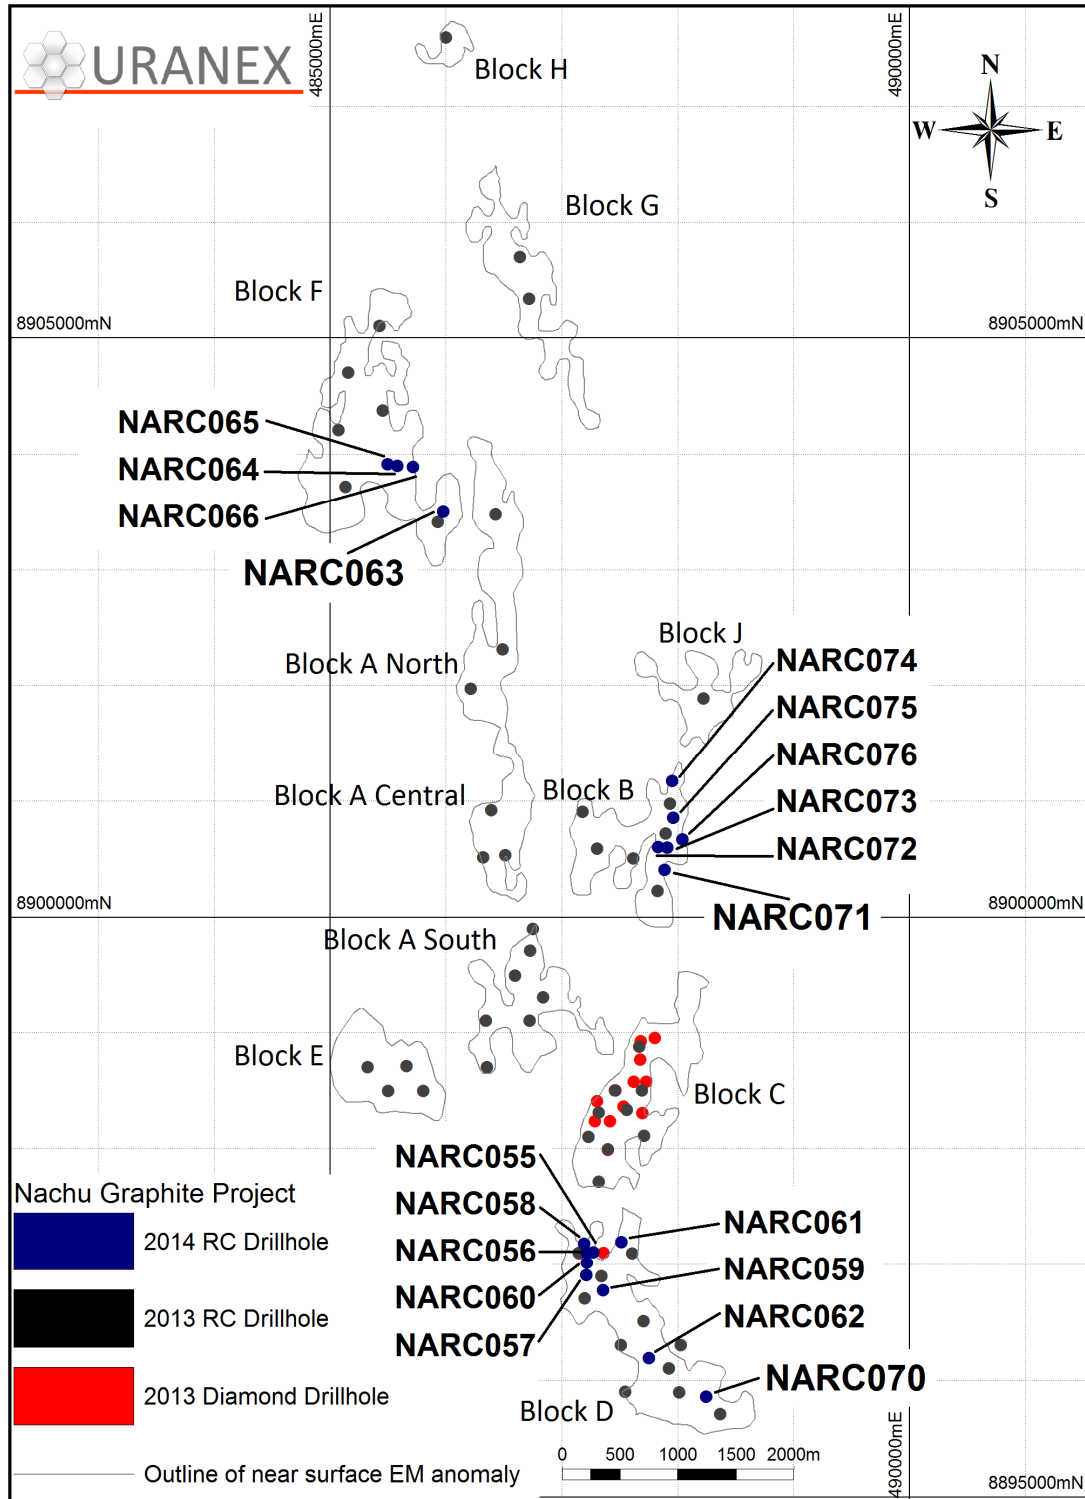 485000mE
490000mE
URANEX
Block H
N
W
E
S
Block G
Block F
8905000mN
8905000mN
NARC065
NARC064
NARC066
NARC063
Block J
Block A North
NARC074
NARC075
NARC076
NARC073
NARC072
NARC071
Block A Central
Block B
8900000mN
8900000mN
Block A South
Block E
Block C
NARC055
NARC058
NARC056
NARC060
NARC057
NARC061
NARC059
NARC062
NARC070
Block D
Nachu Graphite Project
2014 RC Drillhole
2013 RC Drillhole
2013 Diamond Drillhole
Outline of near surface EM anomaly
0 500 1000 1500 2000m
490000mE
8895000mN